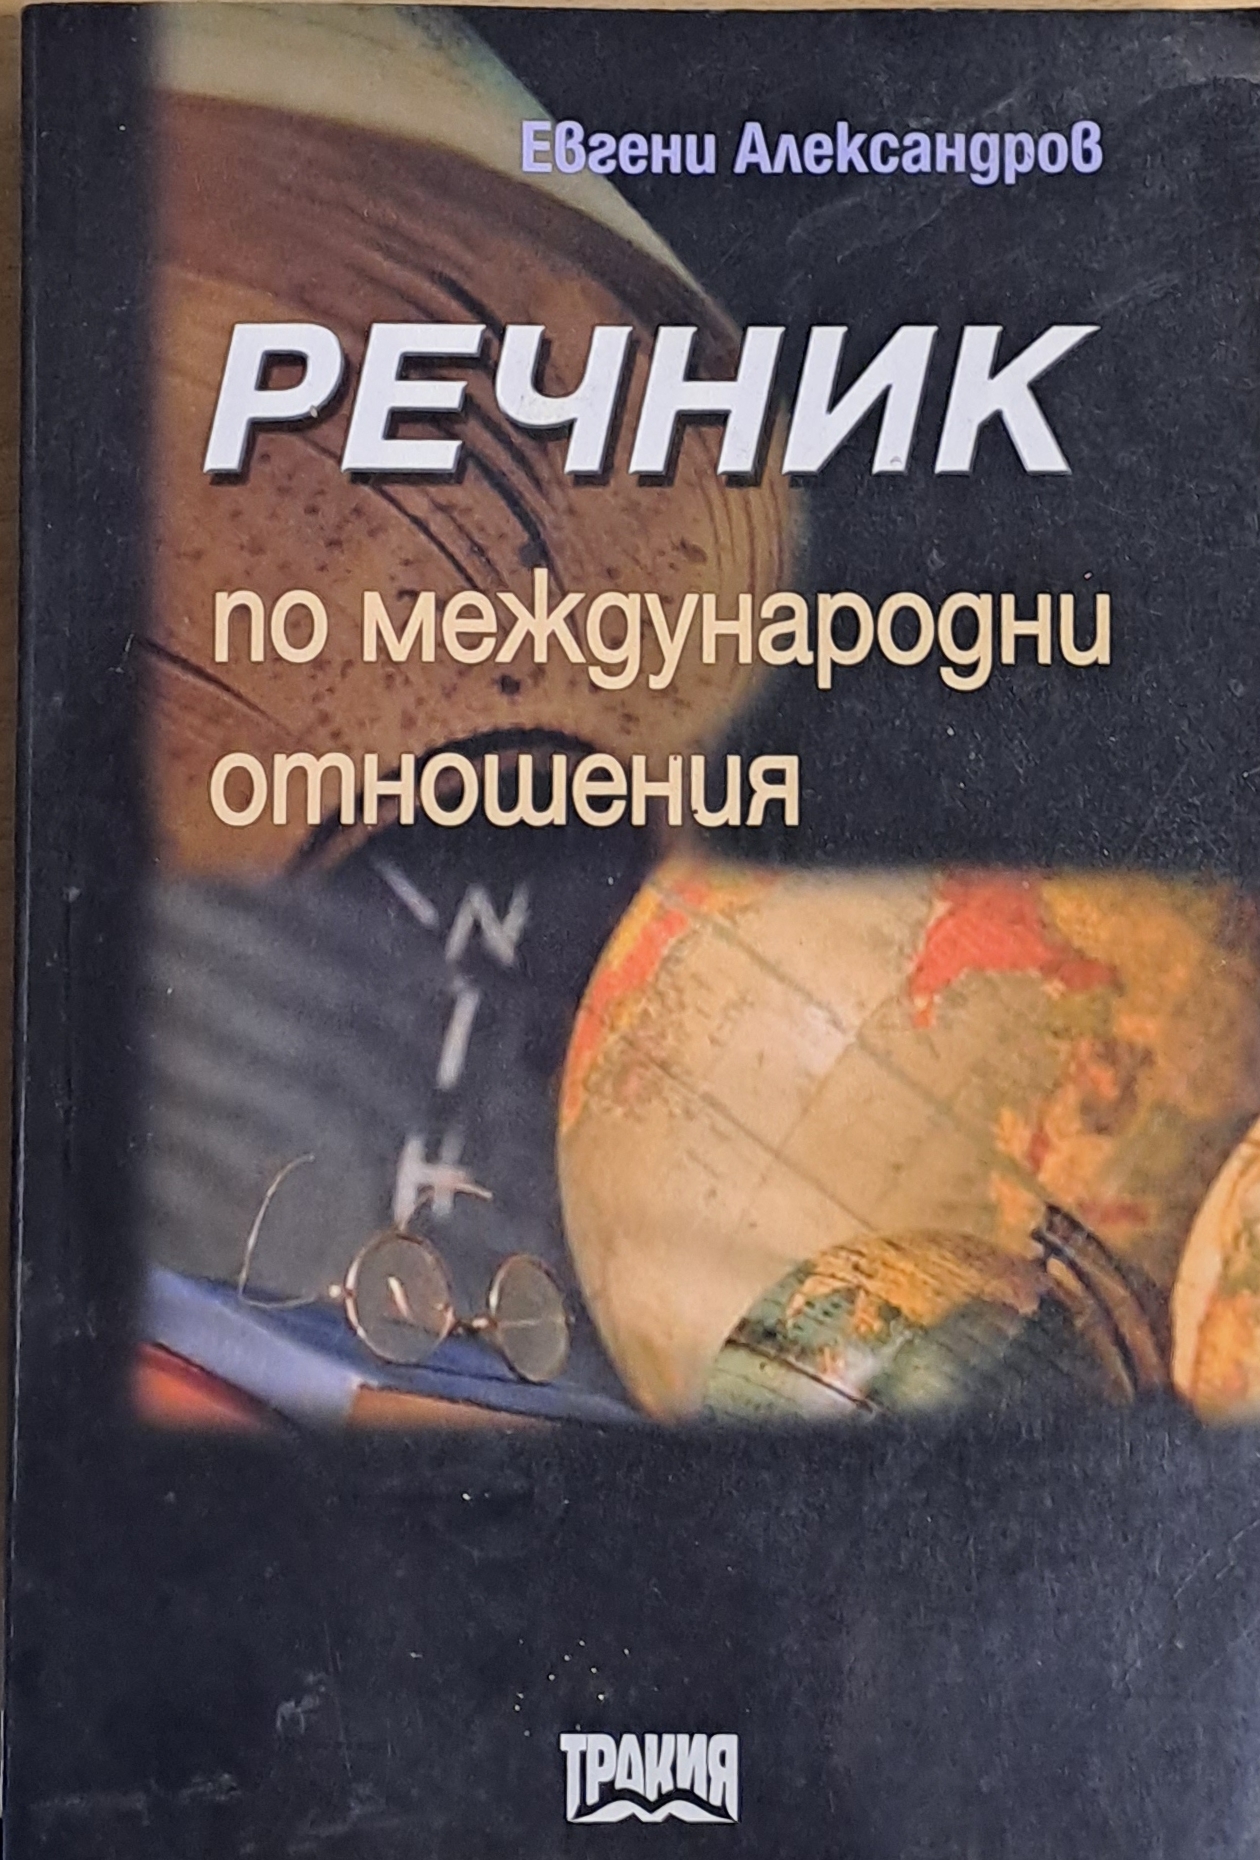 Евгени Александров
РЕЧНИК
по международни
отношения
N
ТРАКИЯ